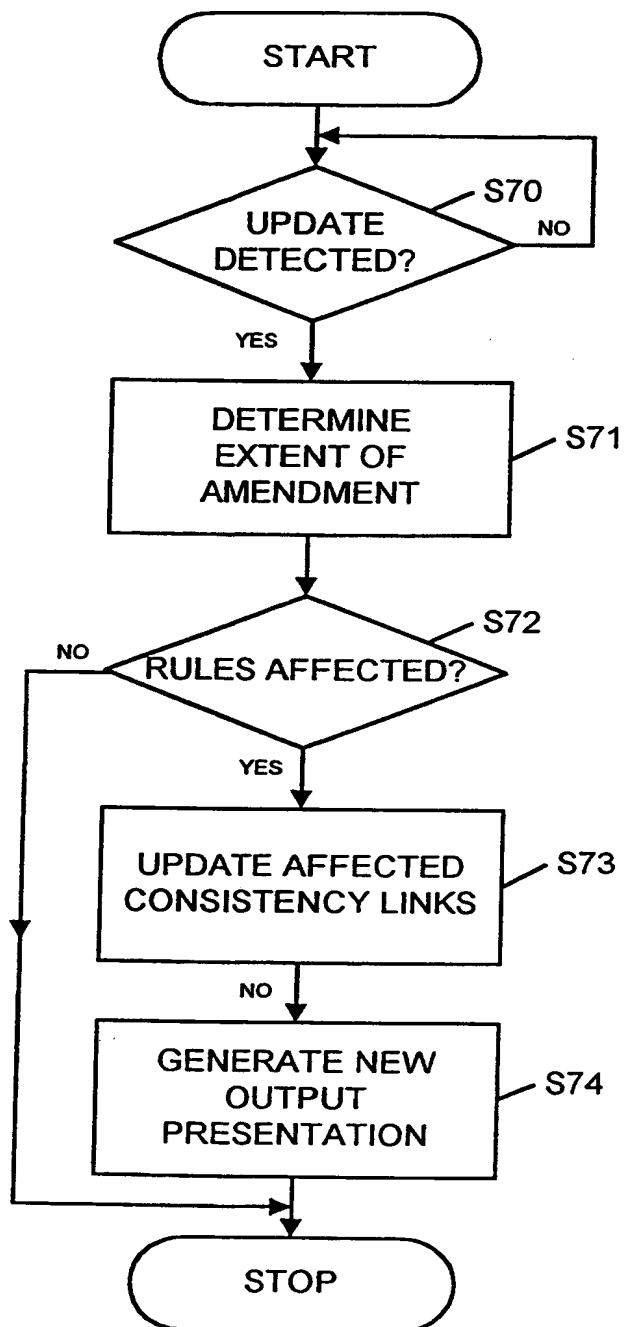 START
S70
UPDATE
DETECTED?
NO
YES
DETERMINE
EXTENT OF
AMENDMENT
S71
S72
NO
RULES AFFECTED?
YES
UPDATE AFFECTED
CONSISTENCY LINKS
S73
NO
GENERATE NEW
OUTPUT
PRESENTATION
S74
STOP